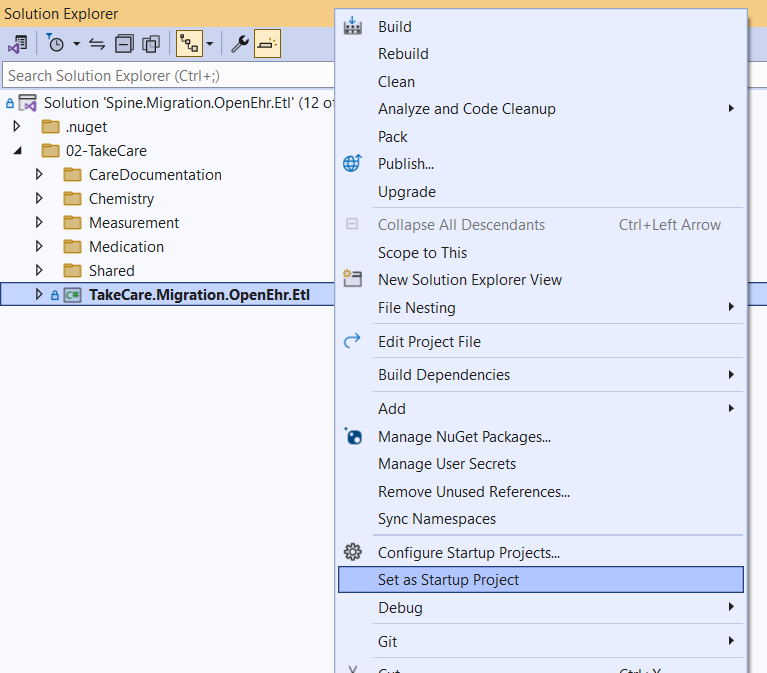 Solution Explorer
Search Solution Explorer (Ctrl+;)
Solution 'Spine.Migration.OpenEhr.Etl' (12 of
.nuget
02-TakeCare
CareDocumentation
Chemistry
Measurement
Medication
Shared
C# TakeCare.Migration.OpenEhr.Etl
Build
Rebuild
Clean
Analyze and Code Cleanup
Pack
Publish...
Upgrade
Collapse All Descendants Ctrl+Left Arrow
Scope to This
New Solution Explorer View
File Nesting
Edit Project File
Build Dependencies
Add
Manage NuGet Packages...
Manage User Secrets
Remove Unused References...
Sync Namespaces
Configure Startup Projects...
Set as Startup Project
Debug
Git
Cut Ctrl+X